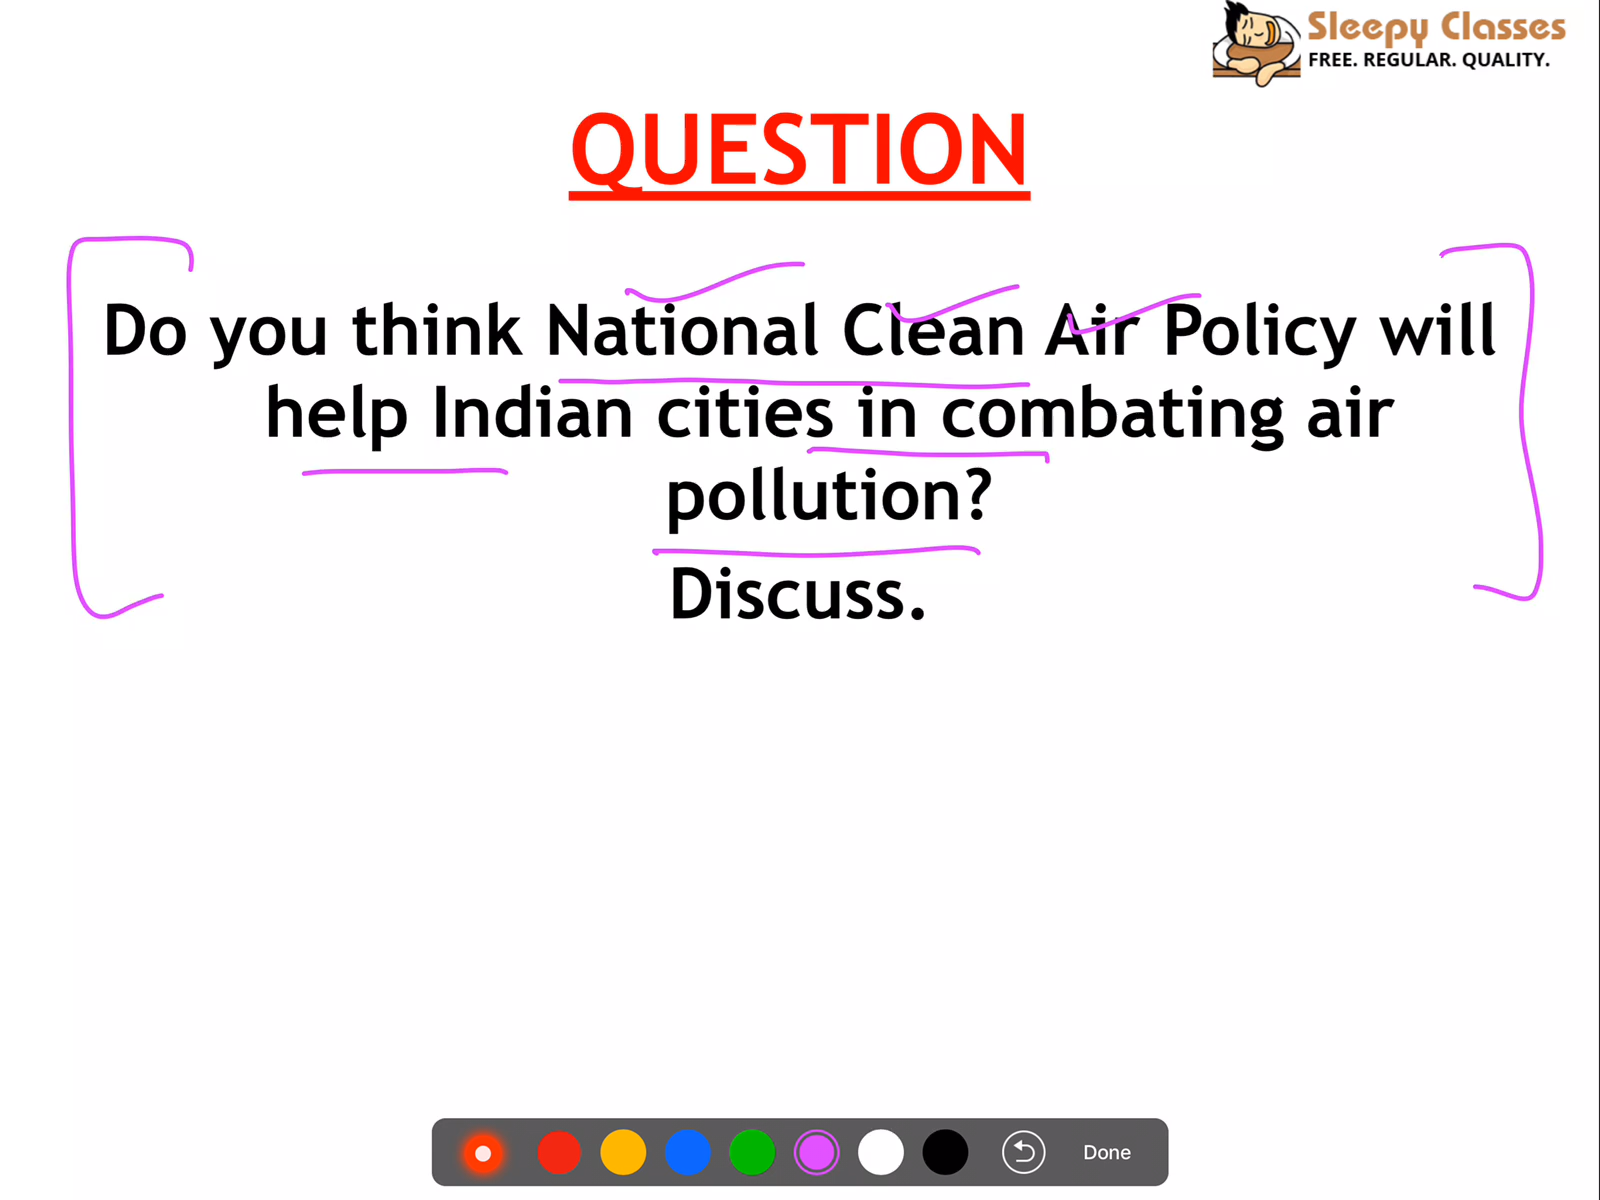 Sleepy Classes
FREE. REGULAR. QUALITY.
QUESTION
Do you think National Clean Air Policy will
help Indian cities in combating air
pollution?
Discuss.
Done